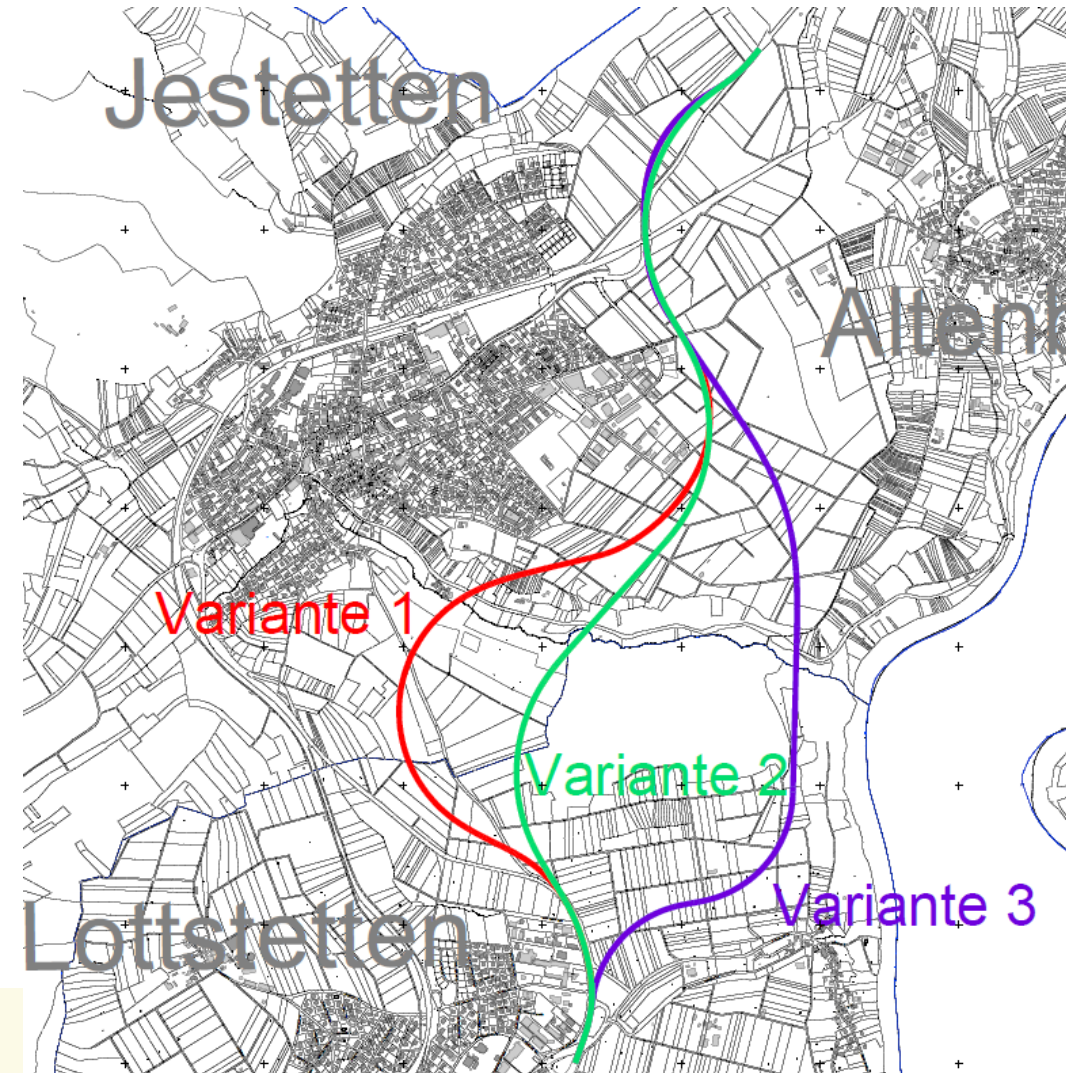 Jestetten
Altenb
Variante 1
Variante 2
Variante 3
Lottstetten